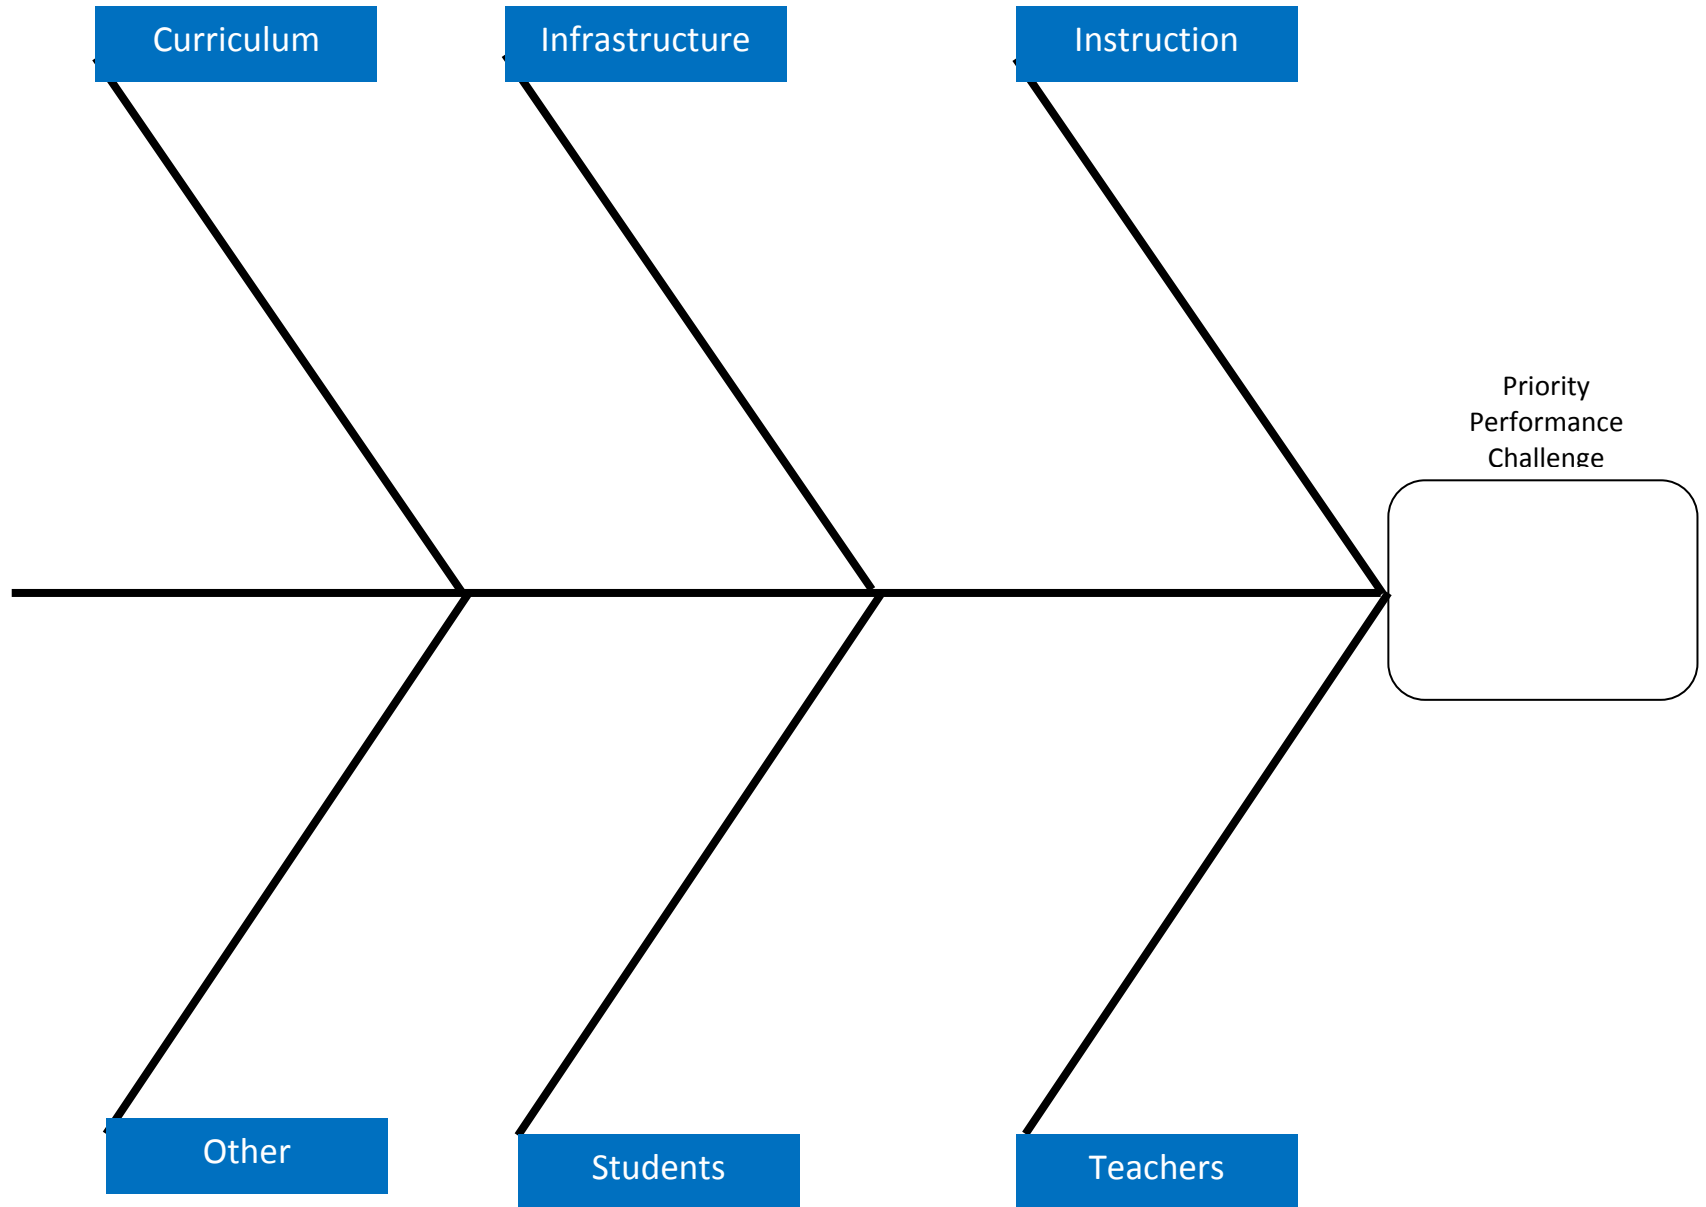 Curriculum
Infrastructure
Instruction
Priority
Performance
Challenge
Other
Students
Teachers